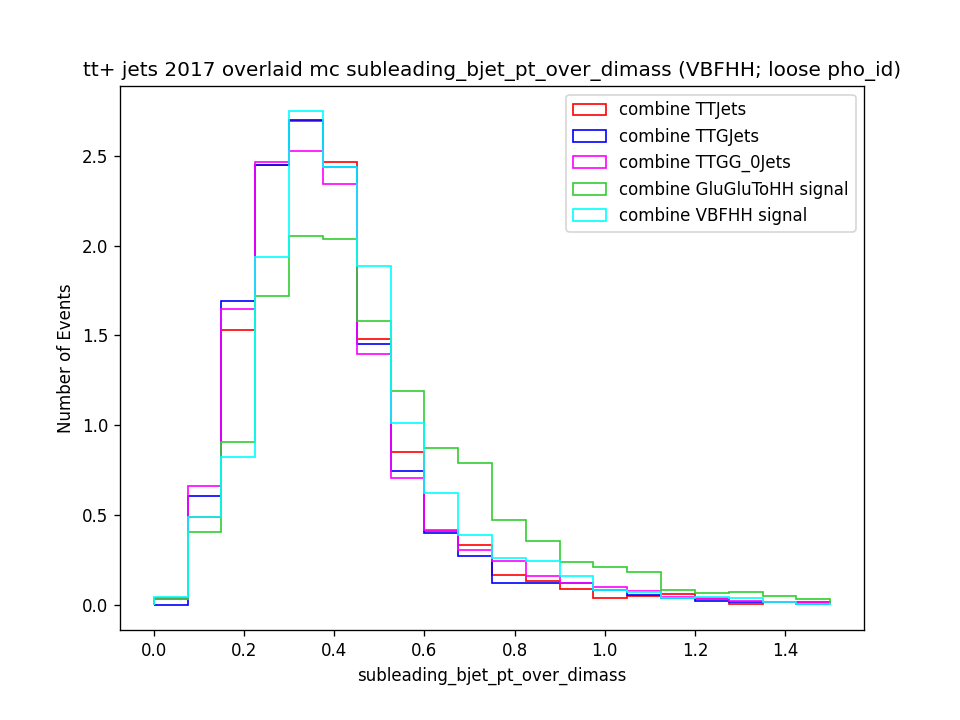 tt+ jets 2017 overlaid mc subleading_bjet_pt_over_dimass (VBFHH; loose pho_id)
combine TTJets
combine TTGJets
combine TTGG_0Jets
combine GluGluToHH signal
combine VBFHH signal
Number of Events
2.5
2.0
1.5
1.0
0.5
0.0
0.0 0.2 0.4 0.6 0.8 1.0 1.2 1.4
subleading_bjet_pt_over_dimass